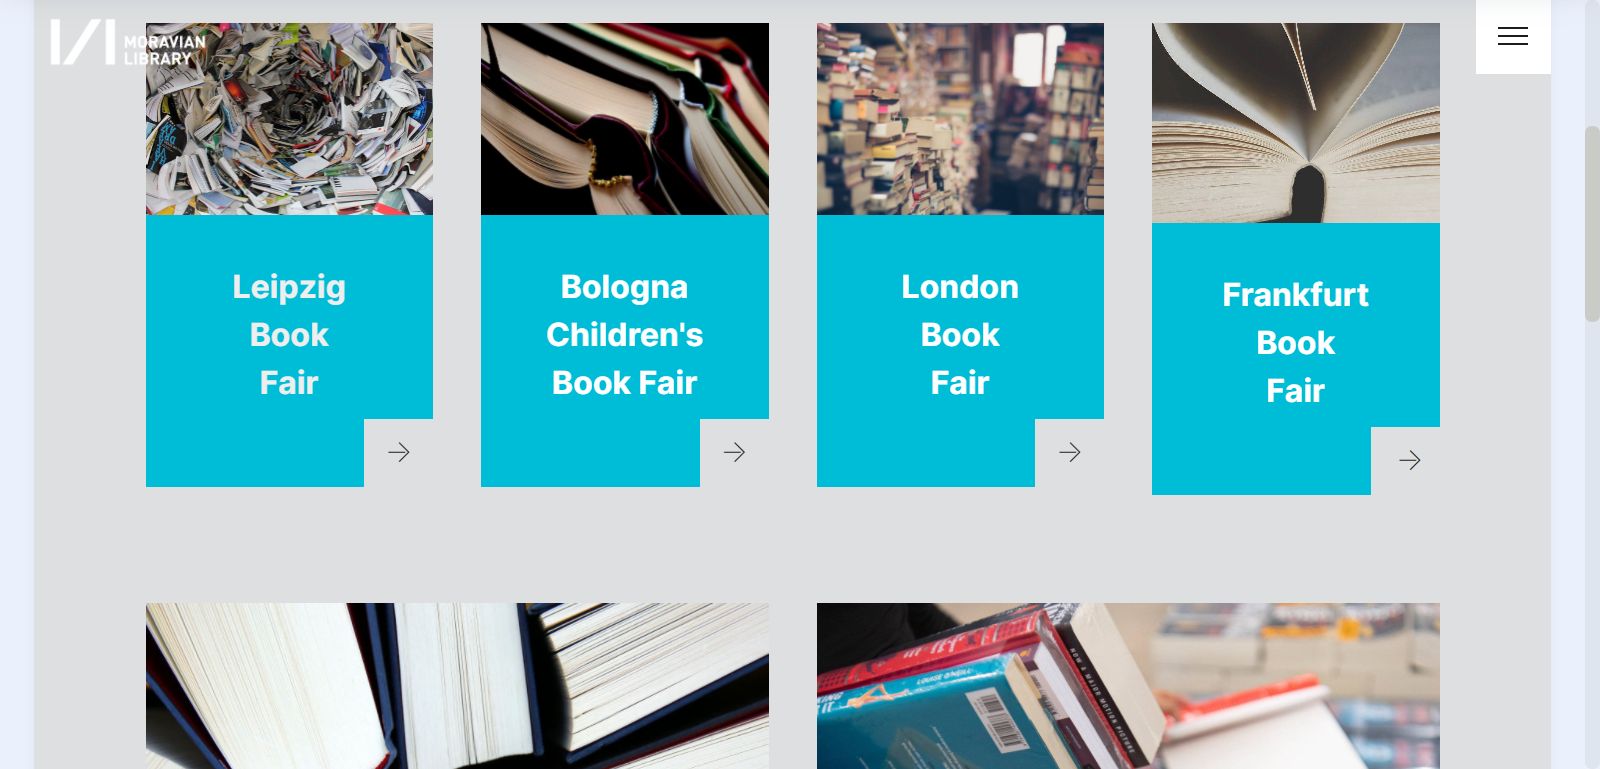 MORAVIAN
LIBRARY
Leipzig
Book
Fair
Bologna
Children's
Book Fair
London
Book
Fair
Frankfurt
Book
Fair
LOUISE O'NEILL
NOW A MAJOR MOTION PICTURE